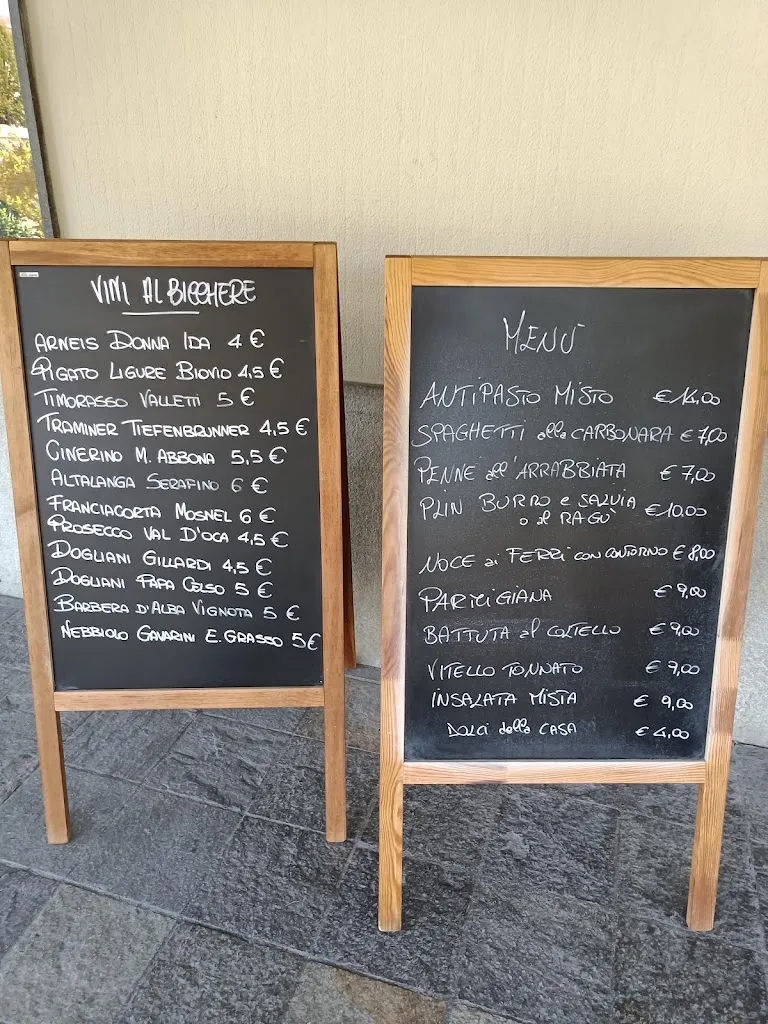 VINI AL BICCHERE
ARNEIS DONNA IDA 4 €
PIGATO LIGURE BIOVIO 4,5 €
TIMORASSO VALLETTI 5 €
TRAMINER TIEFENBRUNNER 4,5 €
CINERINO M. ABBONA 5,5 €
ALTALANGA SERAFINO 6 €
FRANCIACORTA MOSNEL 6 €
PROSECCO VAL D'OCA 4,5 €
DOGLIANI GILLARDI 4,5 €
DOGLIANI PAPA CELSO 5 €
BARBERA D'ALBA VIGNOTA 5 €
NEBBIOLO GAVARINI E. GRASSO 5 €
MENÙ
ANTIPASTO MISTO € 14,00
SPAGHETTI alla CARBONARA € 7,00
PENNE all'ARRABBIATA € 7,00
PLIN BURRO e SALVIA
o al RAGÙ € 10.00
NOCE ai FERRI CON CONTORNO € 8,00
PARMIGIANA € 9,00
BATTUTA al COLTELLO € 9,00
VITELLO TONNATO € 9,00
INSALATA MISTA € 9,00
DOLCI della CASA € 4,00